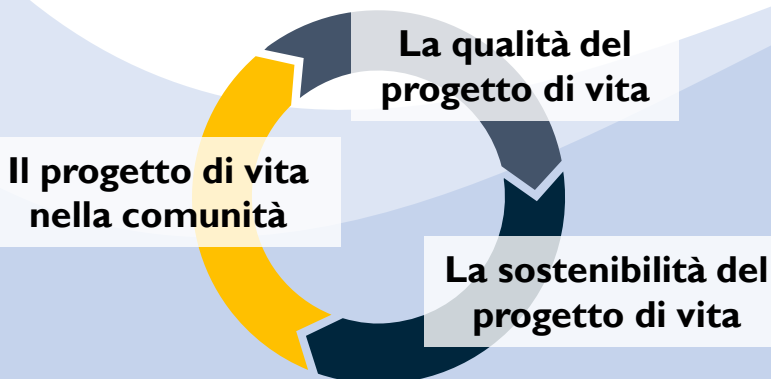 La qualità del
progetto di vita
Il progetto di vita
nella comunità
La sostenibilità del
progetto di vita